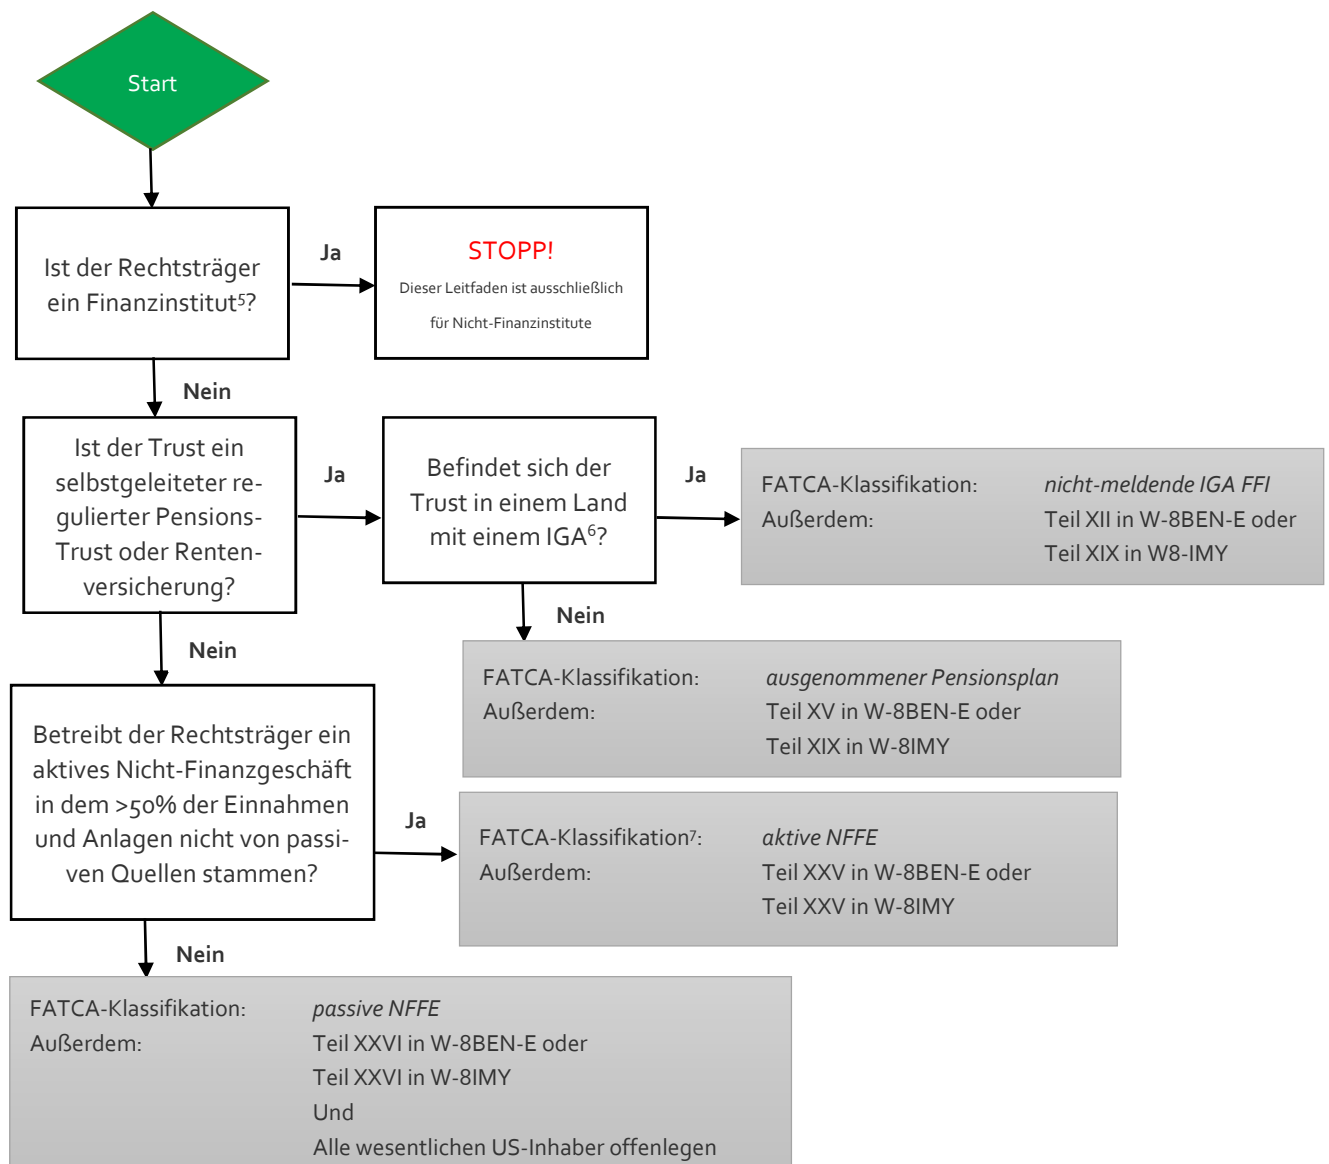 Start
Ist der Rechtsträger
ein Finanzinstitut⁵?
Ja
STOPP!
Dieser Leitfaden ist ausschließlich
für Nicht-Finanzinstitute
Nein
Ist der Trust ein
selbstgeleiteter re-
gulierter Pensions-
Trust oder Renten-
versicherung?
Ja
Befindet sich der
Trust in einem Land
mit einem IGA⁶?
Ja
FATCA-Klassifikation: nicht-meldende IGA FFI
Außerdem: Teil XII in W-8BEN-E oder
Teil XIX in W8-IMY
Nein
FATCA-Klassifikation: ausgenommener Pensionsplan
Außerdem: Teil XV in W-8BEN-E oder
Teil XIX in W-8IMY
Nein
Betreibt der Rechtsträger ein
aktives Nicht-Finanzgeschäft
in dem >50% der Einnahmen
und Anlagen nicht von passi-
ven Quellen stammen?
Ja
FATCA-Klassifikation⁷: aktive NFFE
Außerdem: Teil XXV in W-8BEN-E oder
Teil XXV in W-8IMY
Nein
FATCA-Klassifikation: passive NFFE
Außerdem: Teil XXVI in W-8BEN-E oder
Teil XXVI in W-8IMY
Und
Alle wesentlichen US-Inhaber offenlegen